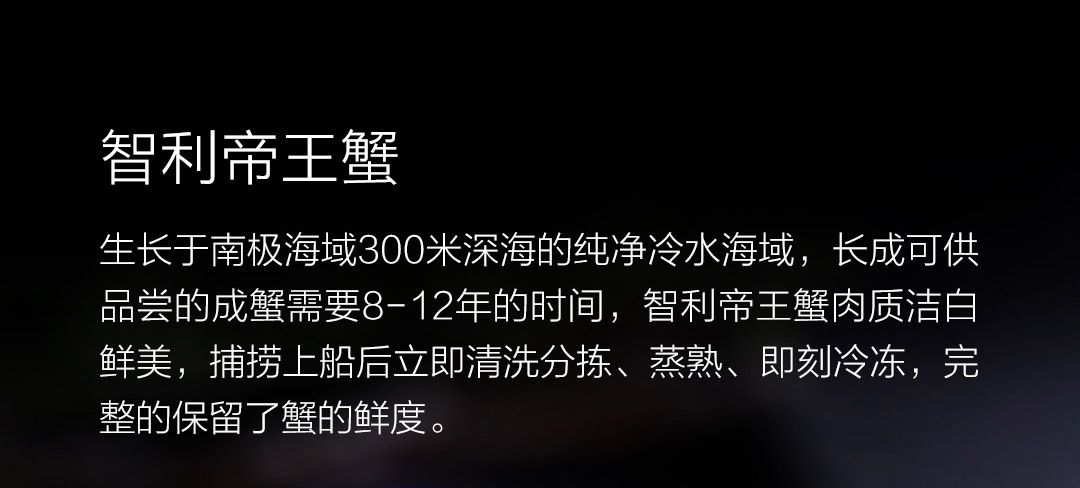 智利帝王蟹
生长于南极海域300米深海的纯净冷水海域，长成可供
品尝的成蟹需要8-12年的时间，智利帝王蟹肉质洁白
鲜美，捕捞上船后立即清洗分拣、蒸熟、即刻冷冻，完
整的保留了蟹的鲜度。